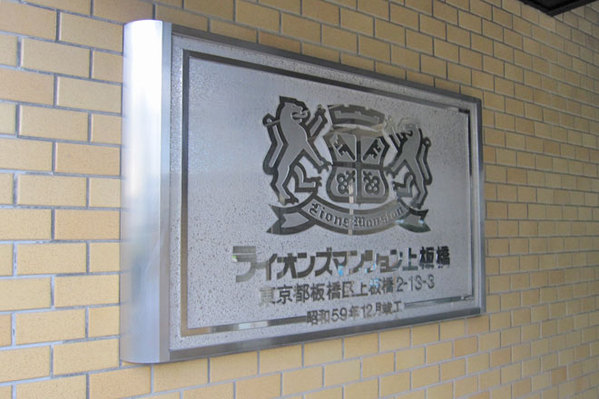 Lions Mansion
ライオンズマンション上板橋
東京都板橋区上板橋2-13-3
昭和59年12月竣工